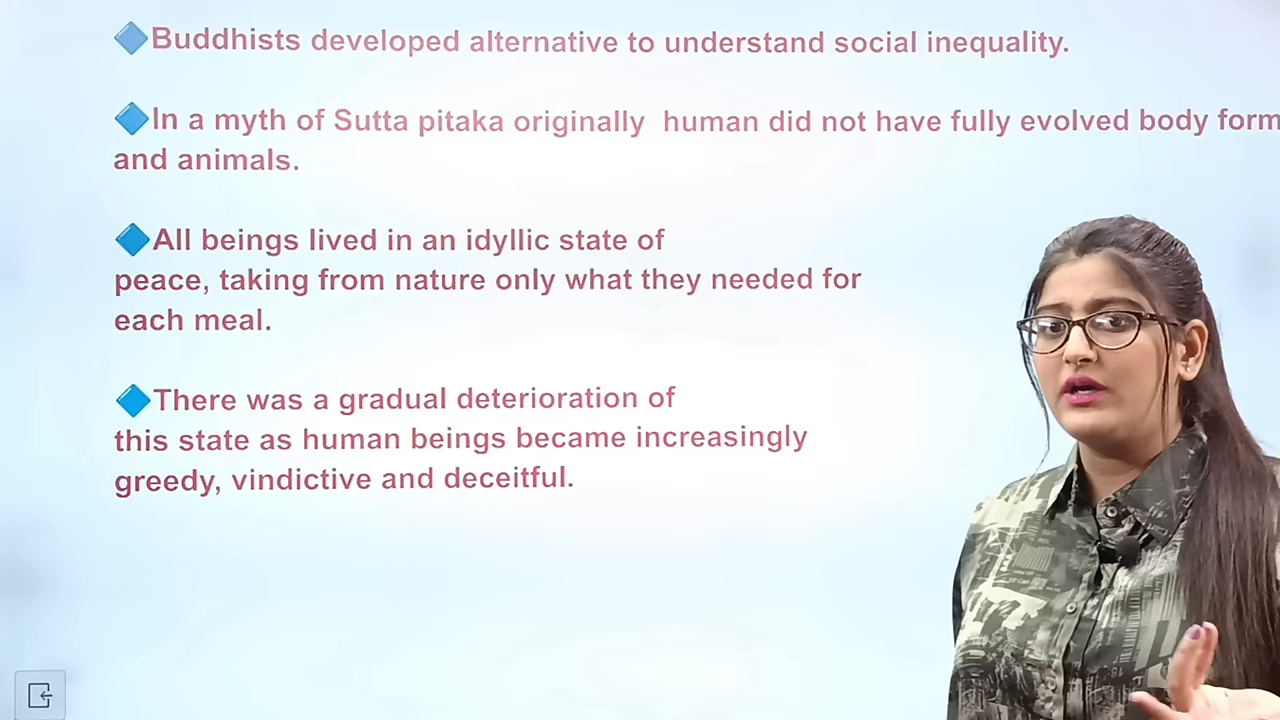 🔷Buddhists developed alternative to understand social inequality.
🔷In a myth of Sutta pitaka originally human did not have fully evolved body form
and animals.
🔷All beings lived in an idyllic state of
peace, taking from nature only what they needed for
each meal.
🔷There was a gradual deterioration of
this state as human beings became increasingly
greedy, vindictive and deceitful.